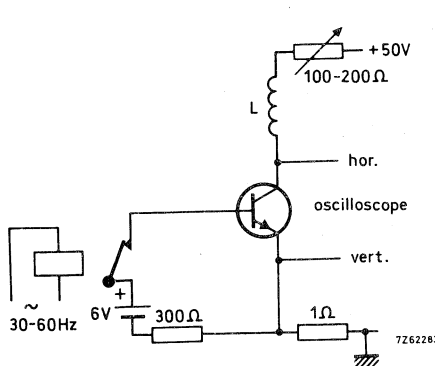 +50V
100-200Ω
L
hor.
oscilloscope
vert.
~
30-60Hz
+
6V
300Ω
1Ω